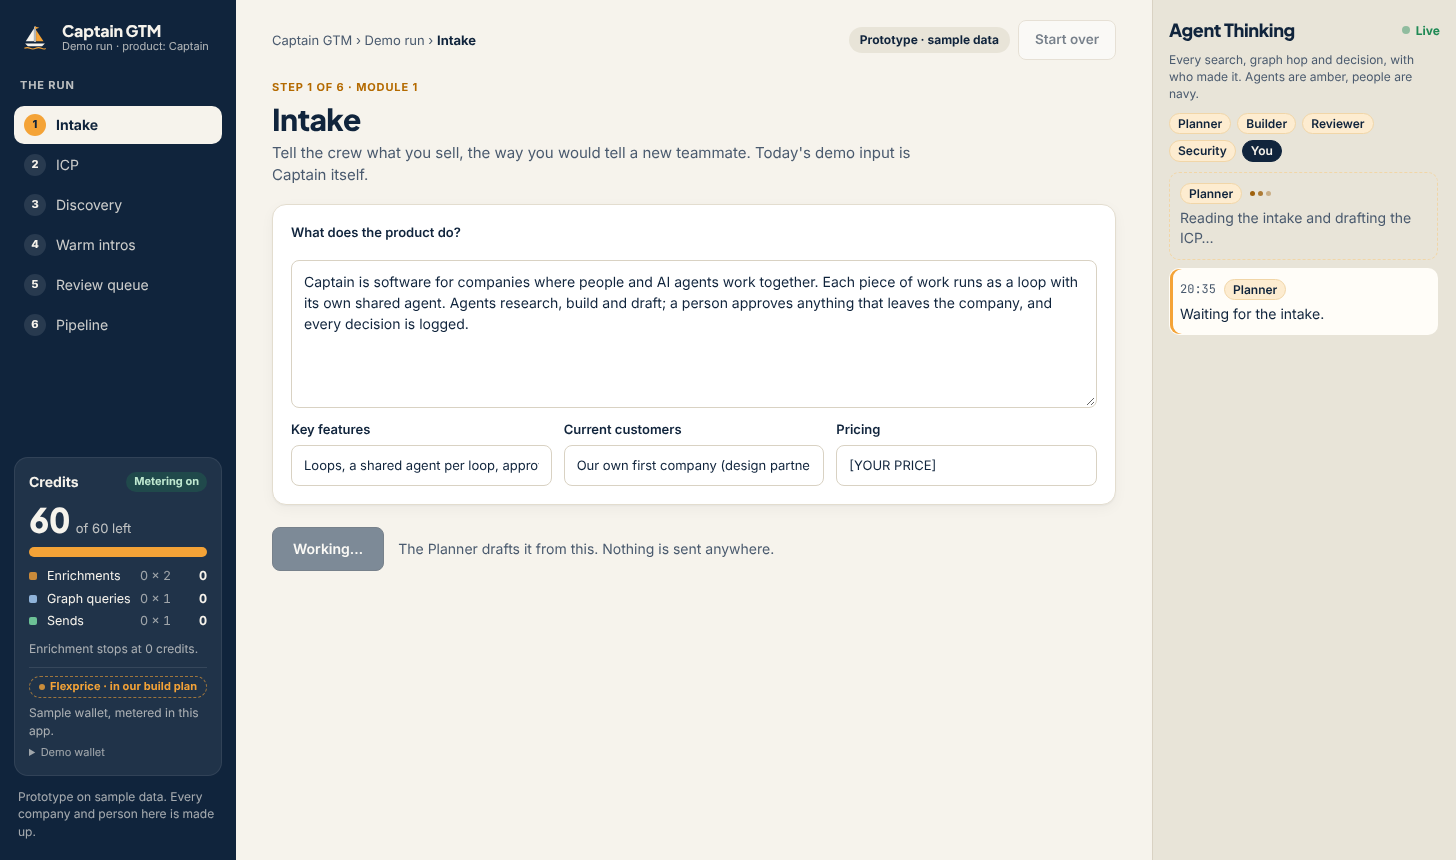 Captain GTM
Demo run · product: Captain
THE RUN
1 Intake
2 ICP
3 Discovery
4 Warm intros
5 Review queue
6 Pipeline
Credits
Metering on
60 of 60 left
Enrichments 0 × 2 0
Graph queries 0 × 1 0
Sends 0 × 1 0
Enrichment stops at 0 credits.
Flexprice · in our build plan
Sample wallet, metered in this
app.
Demo wallet
Prototype on sample data. Every
company and person here is made
up.
Captain GTM › Demo run › Intake
Prototype · sample data
Start over
STEP 1 OF 6 · MODULE 1
Intake
Tell the crew what you sell, the way you would tell a new teammate. Today's demo input is
Captain itself.
What does the product do?
Captain is software for companies where people and AI agents work together. Each piece of work runs as a loop with
its own shared agent. Agents research, build and draft; a person approves anything that leaves the company, and
every decision is logged.
Key features
Loops, a shared agent per loop, appro
Current customers
Our own first company (design partne
Pricing
[YOUR PRICE]
Working…
The Planner drafts it from this. Nothing is sent anywhere.
Agent Thinking
Live
Every search, graph hop and decision, with
who made it. Agents are amber, people are
navy.
Planner Builder Reviewer
Security You
Planner
Reading the intake and drafting the
ICP…
20:35 Planner
Waiting for the intake.